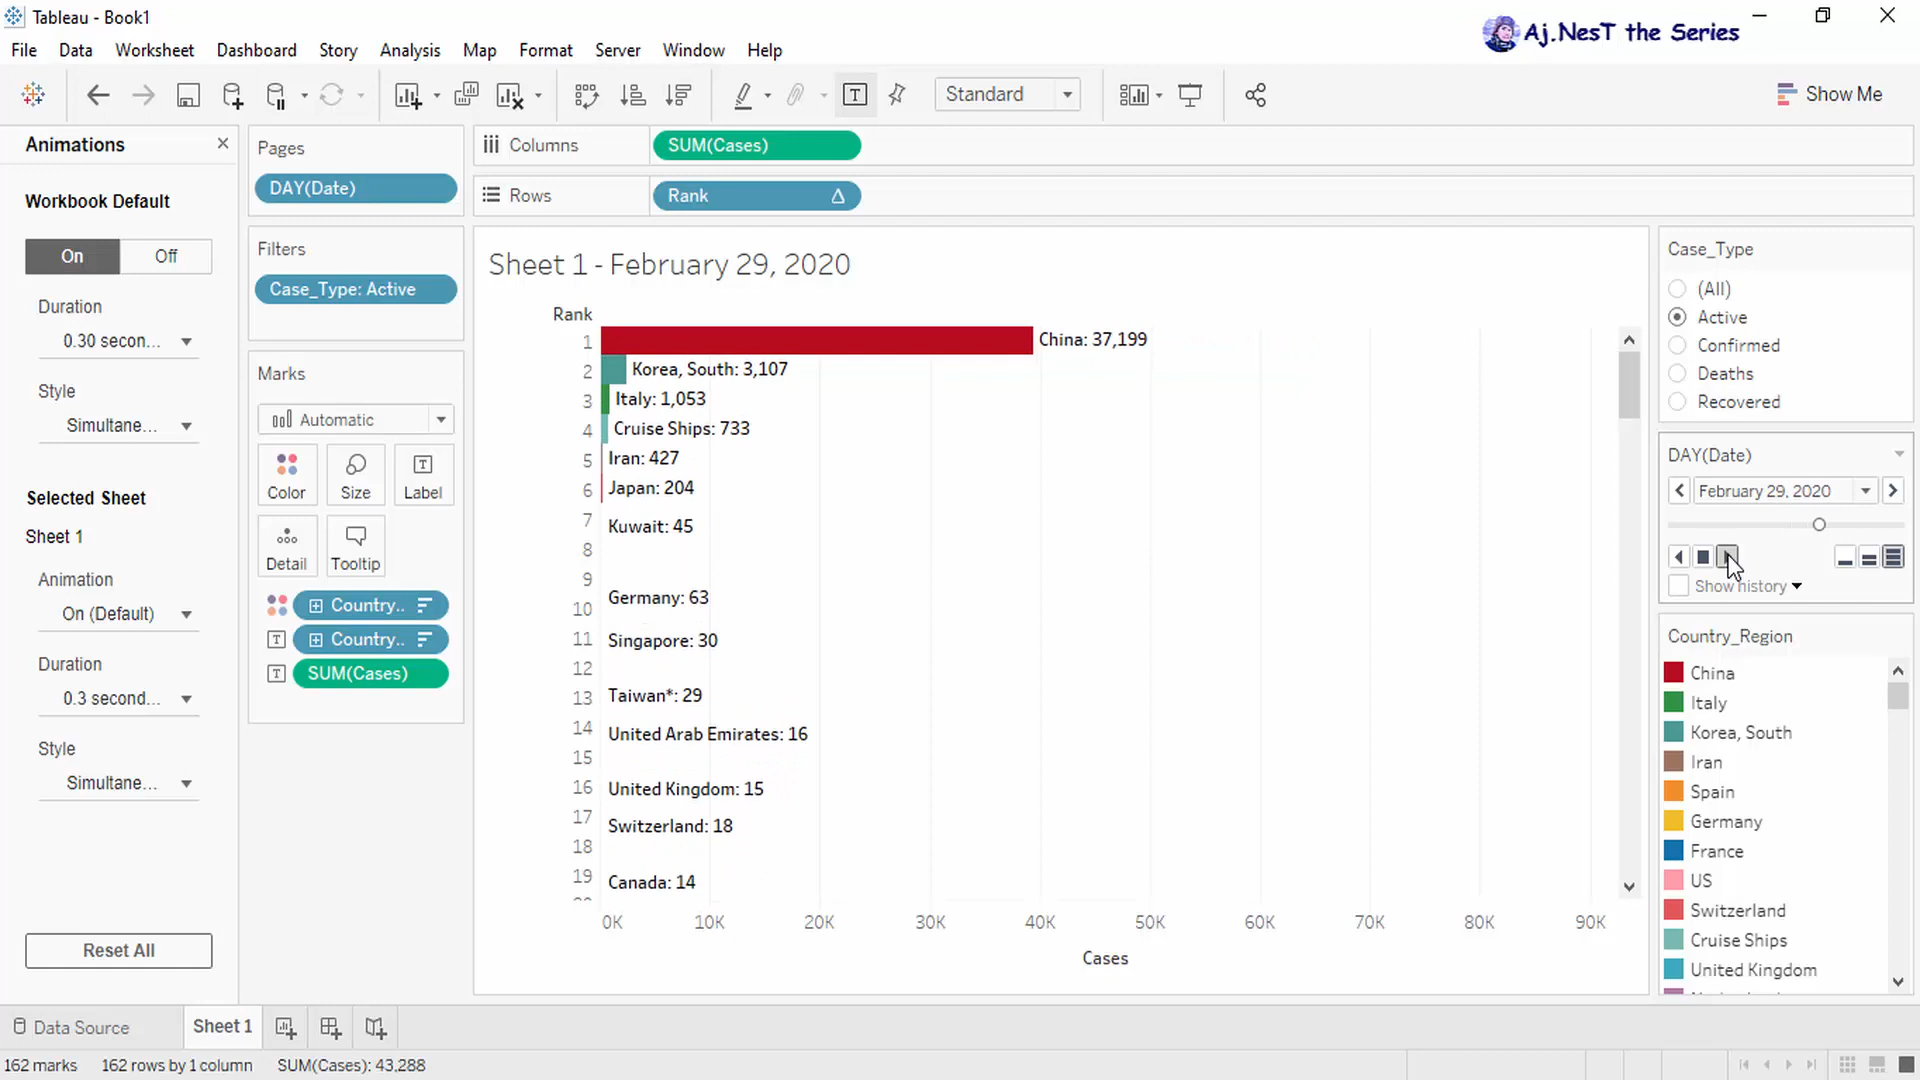 Tableau - Book1
Aj.NesT the Series
File Data Worksheet Dashboard Story Analysis Map Format Server Window Help
Standard
Show Me
Animations
Workbook Default
On Off
Duration
0.30 secon...
Style
Simultane...
Selected Sheet
Sheet 1
Animation
On (Default)
Duration
0.3 second...
Style
Simultane...
Reset All
Pages
DAY(Date)
Filters
Case_Type: Active
Marks
Automatic
Color Size Label
Detail Tooltip
Country..
Country..
SUM(Cases)
Columns SUM(Cases)
Rows Rank
Sheet 1 - February 29, 2020
Rank
1 China: 37,199
2 Korea, South: 3,107
3 Italy: 1,053
4 Cruise Ships: 733
5 Iran: 427
6 Japan: 204
7 Kuwait: 45
8
9
10 Germany: 63
11 Singapore: 30
12
13 Taiwan*: 29
14 United Arab Emirates: 16
15
16 United Kingdom: 15
17 Switzerland: 18
18
19 Canada: 14
0K 10K 20K 30K 40K 50K 60K 70K 80K 90K
Cases
Case_Type
(All)
Active
Confirmed
Deaths
Recovered
DAY(Date)
February 29, 2020
Show history
Country_Region
China
Italy
Korea, South
Iran
Spain
Germany
France
US
Switzerland
Cruise Ships
United Kingdom
Data Source Sheet 1
162 marks 162 rows by 1 column SUM(Cases): 43,288